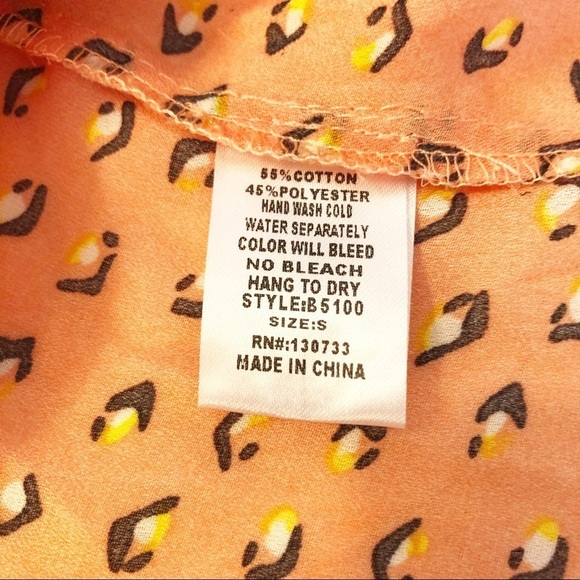 55%COTTON
45%POLYESTER
HAND WASH COLD
WATER SEPARATELY
COLOR WILL BLEED
NO BLEACH
HANG TO DRY
STYLE:B5100
SIZE:S
RN#:130733
MADE IN CHINA